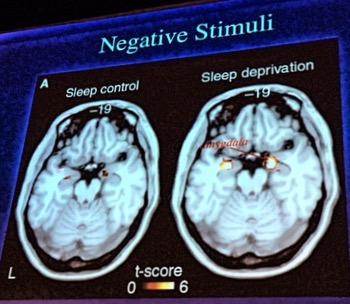 Negative Stimuli
A
Sleep control
Sleep deprivation
−19
−19
amygdala
L
t-score
0 6